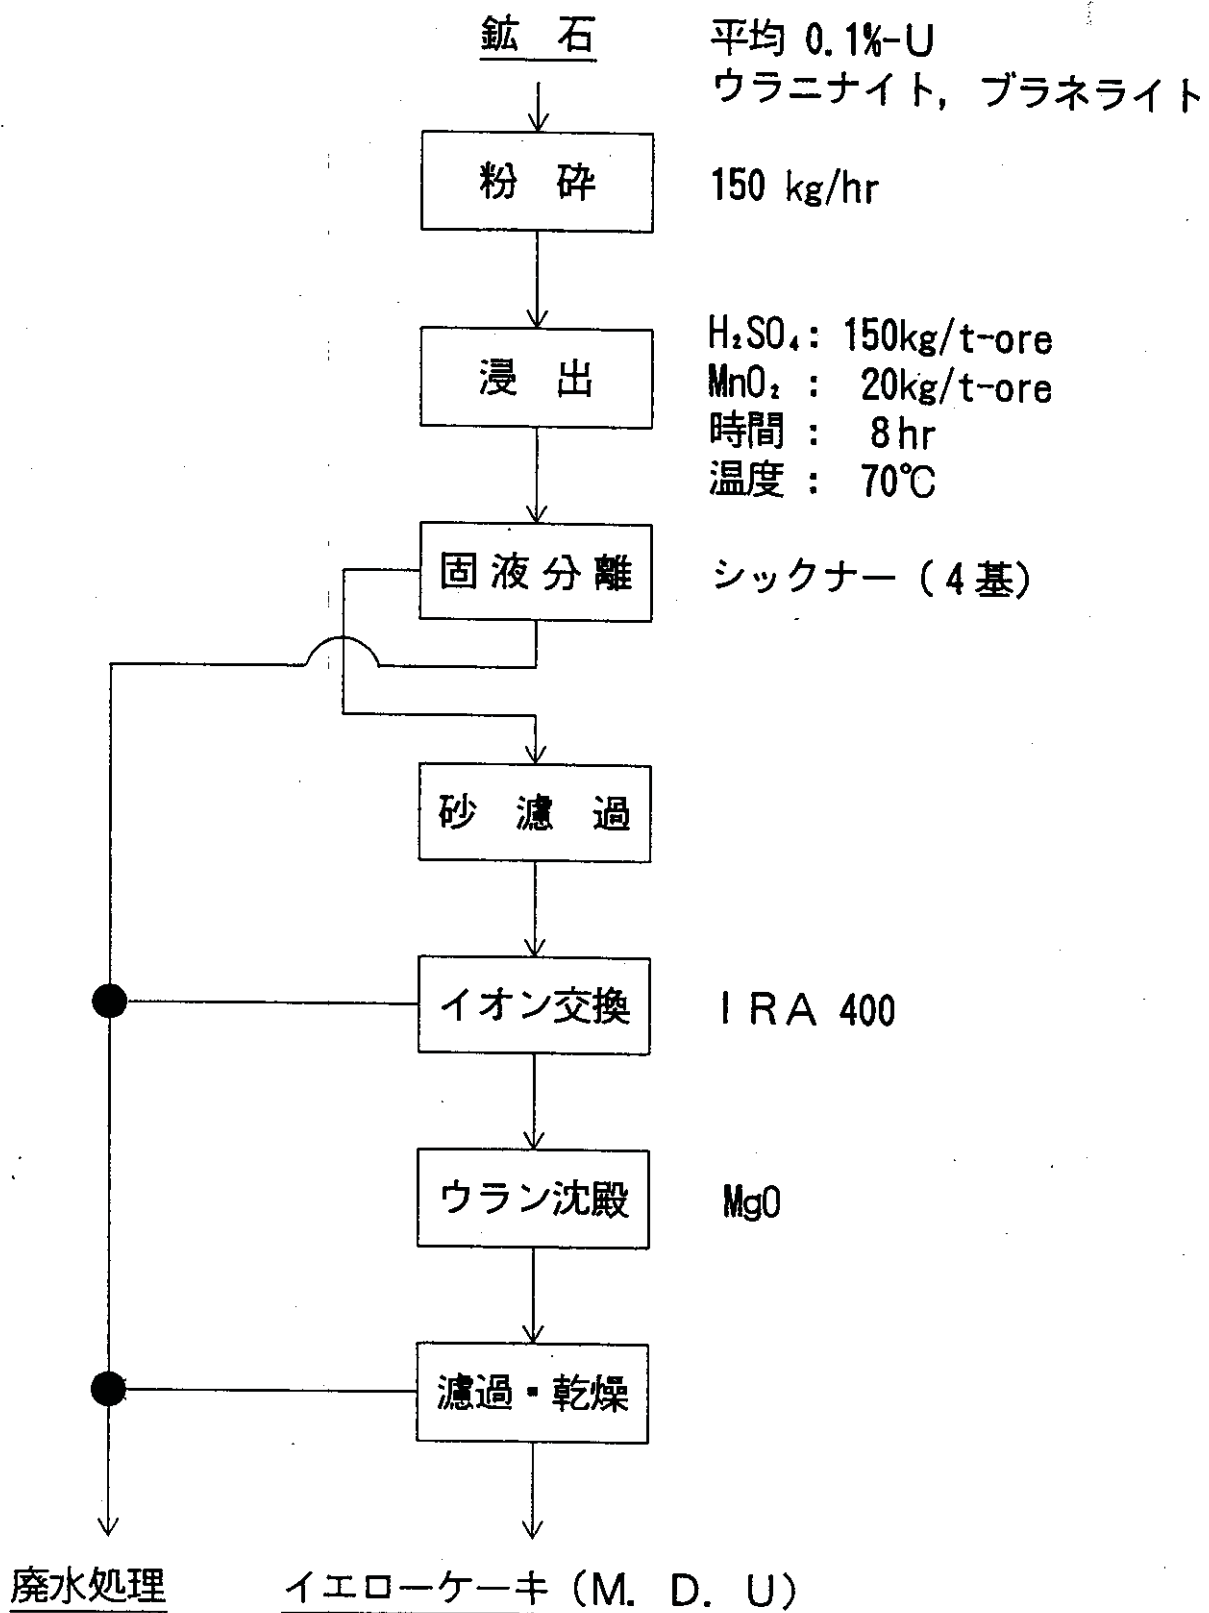 鉱 石
平均 0.1%-U
ウラニナイト, ブラネライト
粉 砕
150 kg/hr
浸 出
H₂SO₄: 150kg/t-ore
MnO₂ : 20kg/t-ore
時間 : 8hr
温度 : 70℃
固液分離
シックナー (4基)
砂 濾 過
イオン交換
IRA 400
ウラン沈殿
MgO
濾過・乾燥
廃水処理
イエローケーキ (M. D. U)